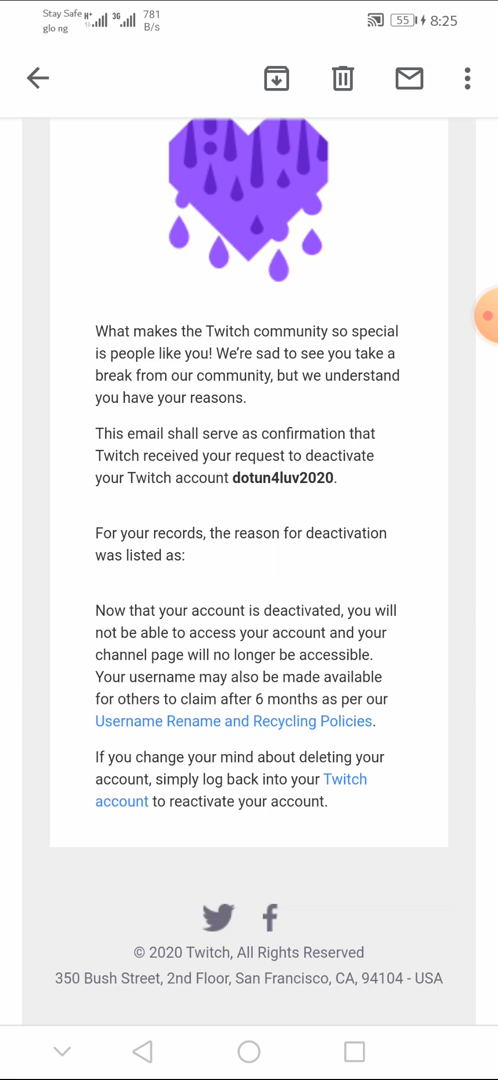 Stay Safe H+ 3G 781 55 8:25
glo ng B/s
What makes the Twitch community so special
is people like you! We’re sad to see you take a
break from our community, but we understand
you have your reasons.
This email shall serve as confirmation that
Twitch received your request to deactivate
your Twitch account dotun4luv2020.
For your records, the reason for deactivation
was listed as:
Now that your account is deactivated, you will
not be able to access your account and your
channel page will no longer be accessible.
Your username may also be made available
for others to claim after 6 months as per our
Username Rename and Recycling Policies.
If you change your mind about deleting your
account, simply log back into your Twitch
account to reactivate your account.
© 2020 Twitch, All Rights Reserved
350 Bush Street, 2nd Floor, San Francisco, CA, 94104 - USA